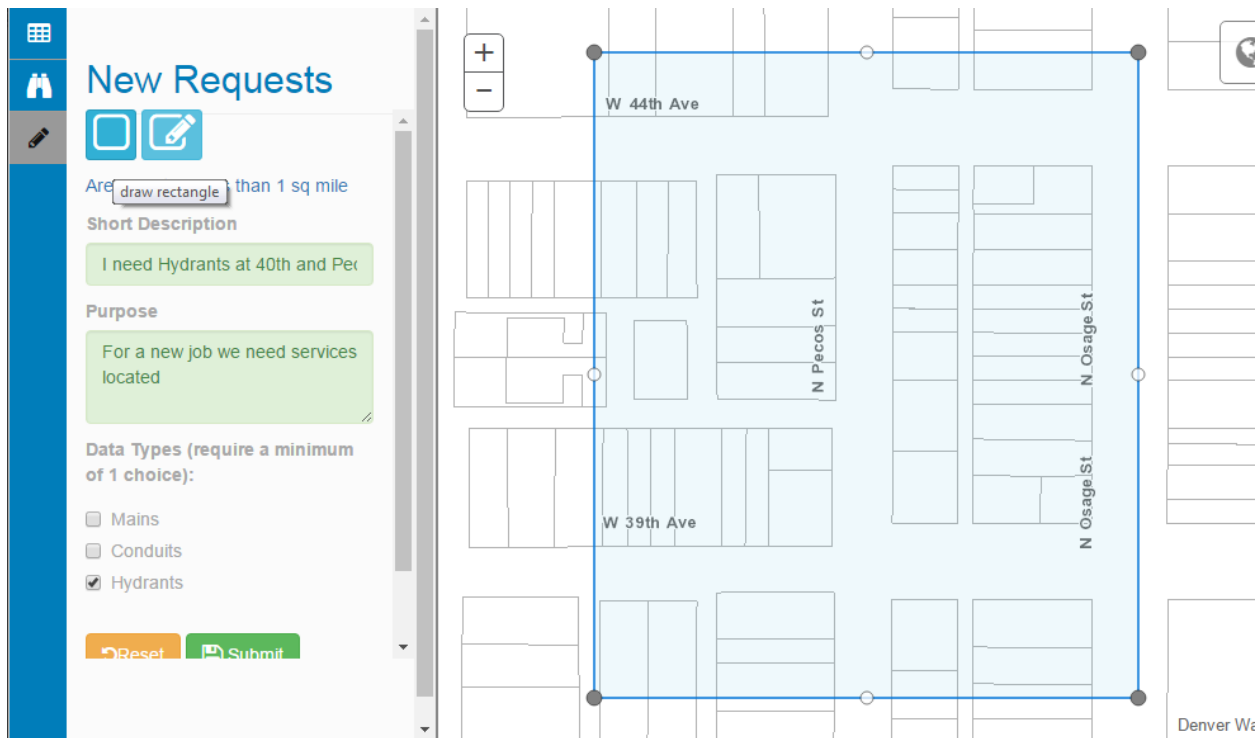 New Requests
Are
draw rectangle
than 1 sq mile
Short Description
I need Hydrants at 40th and Pec
Purpose
For a new job we need services
located
Data Types (require a minimum
of 1 choice):
Mains
Conduits
Hydrants
Reset
Submit
+
−
W 44th Ave
N Pecos St
N Osage St
N Osage St
W 39th Ave
Denver Wa